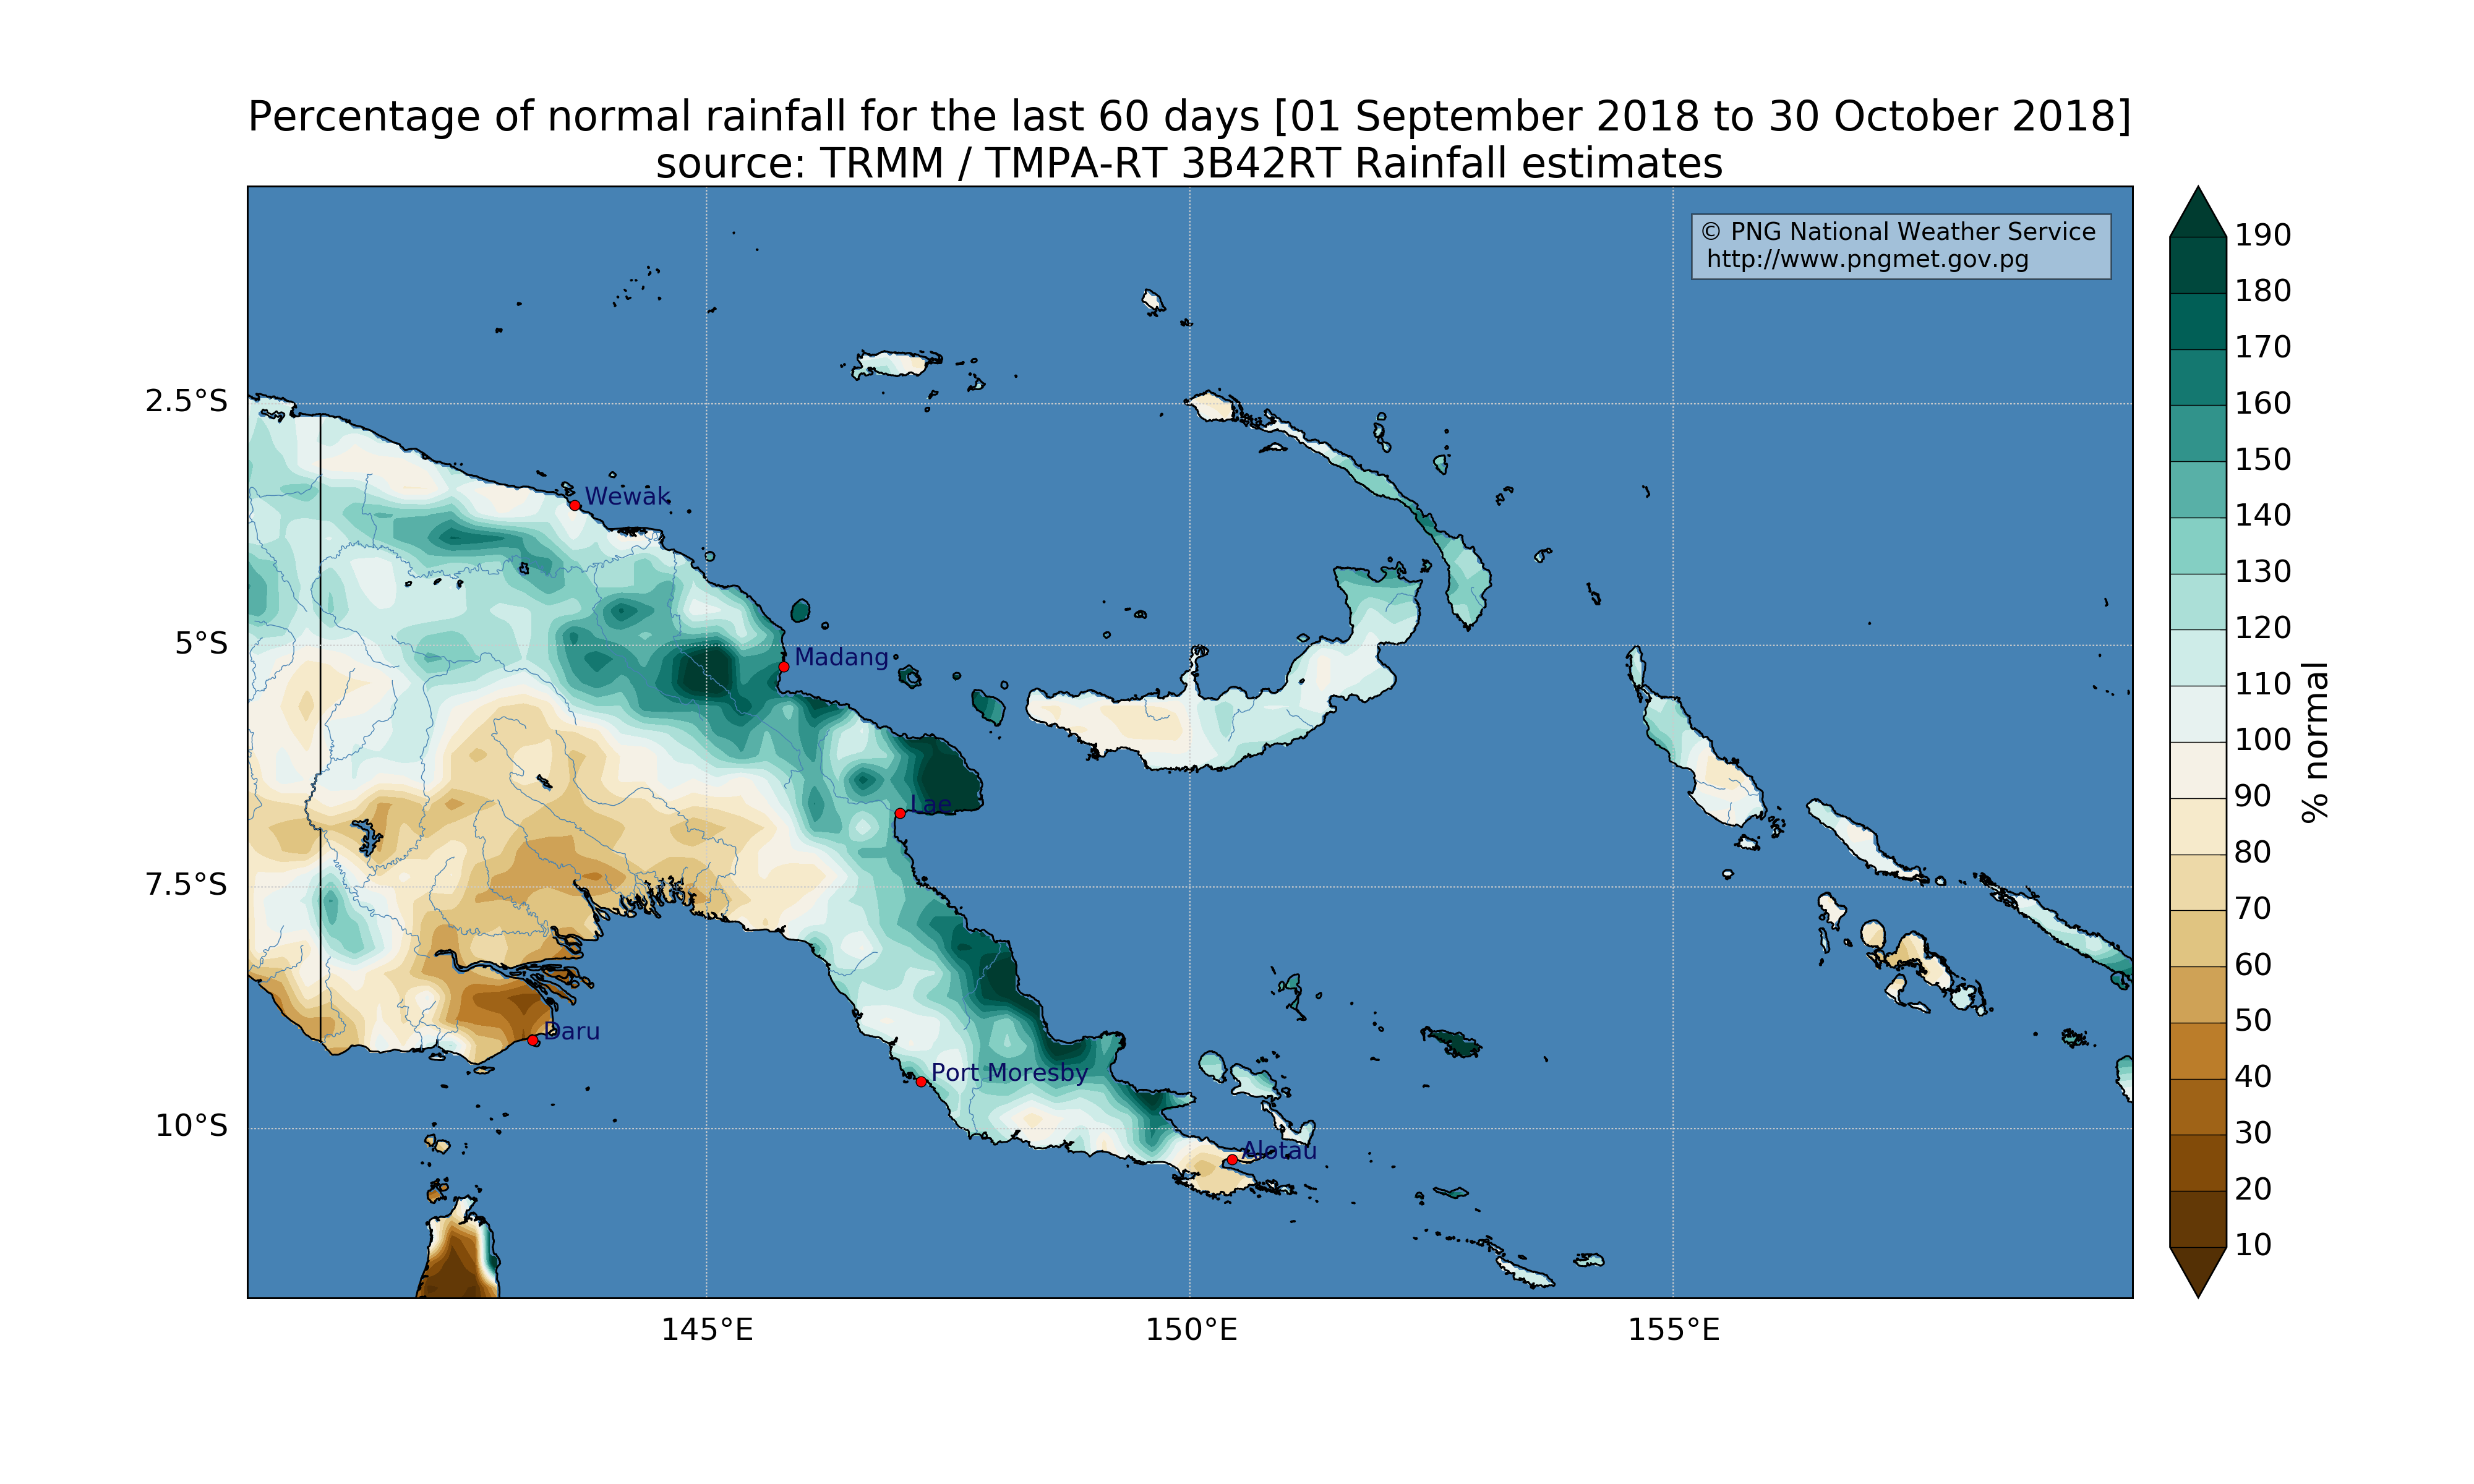 Percentage of normal rainfall for the last 60 days [01 September 2018 to 30 October 2018]
source: TRMM / TMPA-RT 3B42RT Rainfall estimates
© PNG National Weather Service
http://www.pngmet.gov.pg
2.5°S
5°S
7.5°S
10°S
145°E
150°E
155°E
Wewak
Madang
Lae
Daru
Port Moresby
Alotau
190
180
170
160
150
140
130
120
110
100
90
80
70
60
50
40
30
20
10
% normal